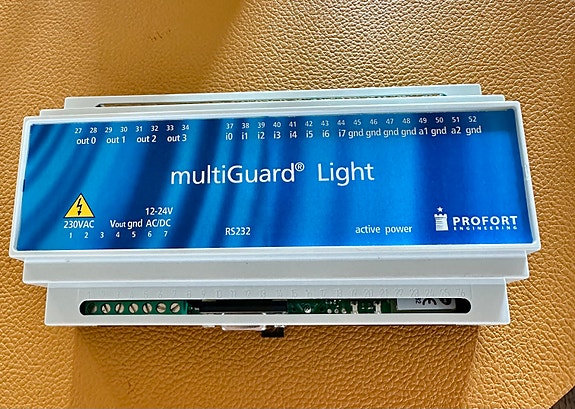 27 28 29 30 31 32 33 34 37 38 39 40 41 42 43 44 45 46 47 48 49 50 51 52
out 0 out 1 out 2 out 3 i0 i1 i2 i3 i4 i5 i6 i7 gnd gnd gnd gnd a1 gnd a2 gnd
multiGuard® Light
12-24V
230VAC Vout gnd AC/DC RS232 active power
1 2 3 4 5 6 7
PROFORT
ENGINEERING